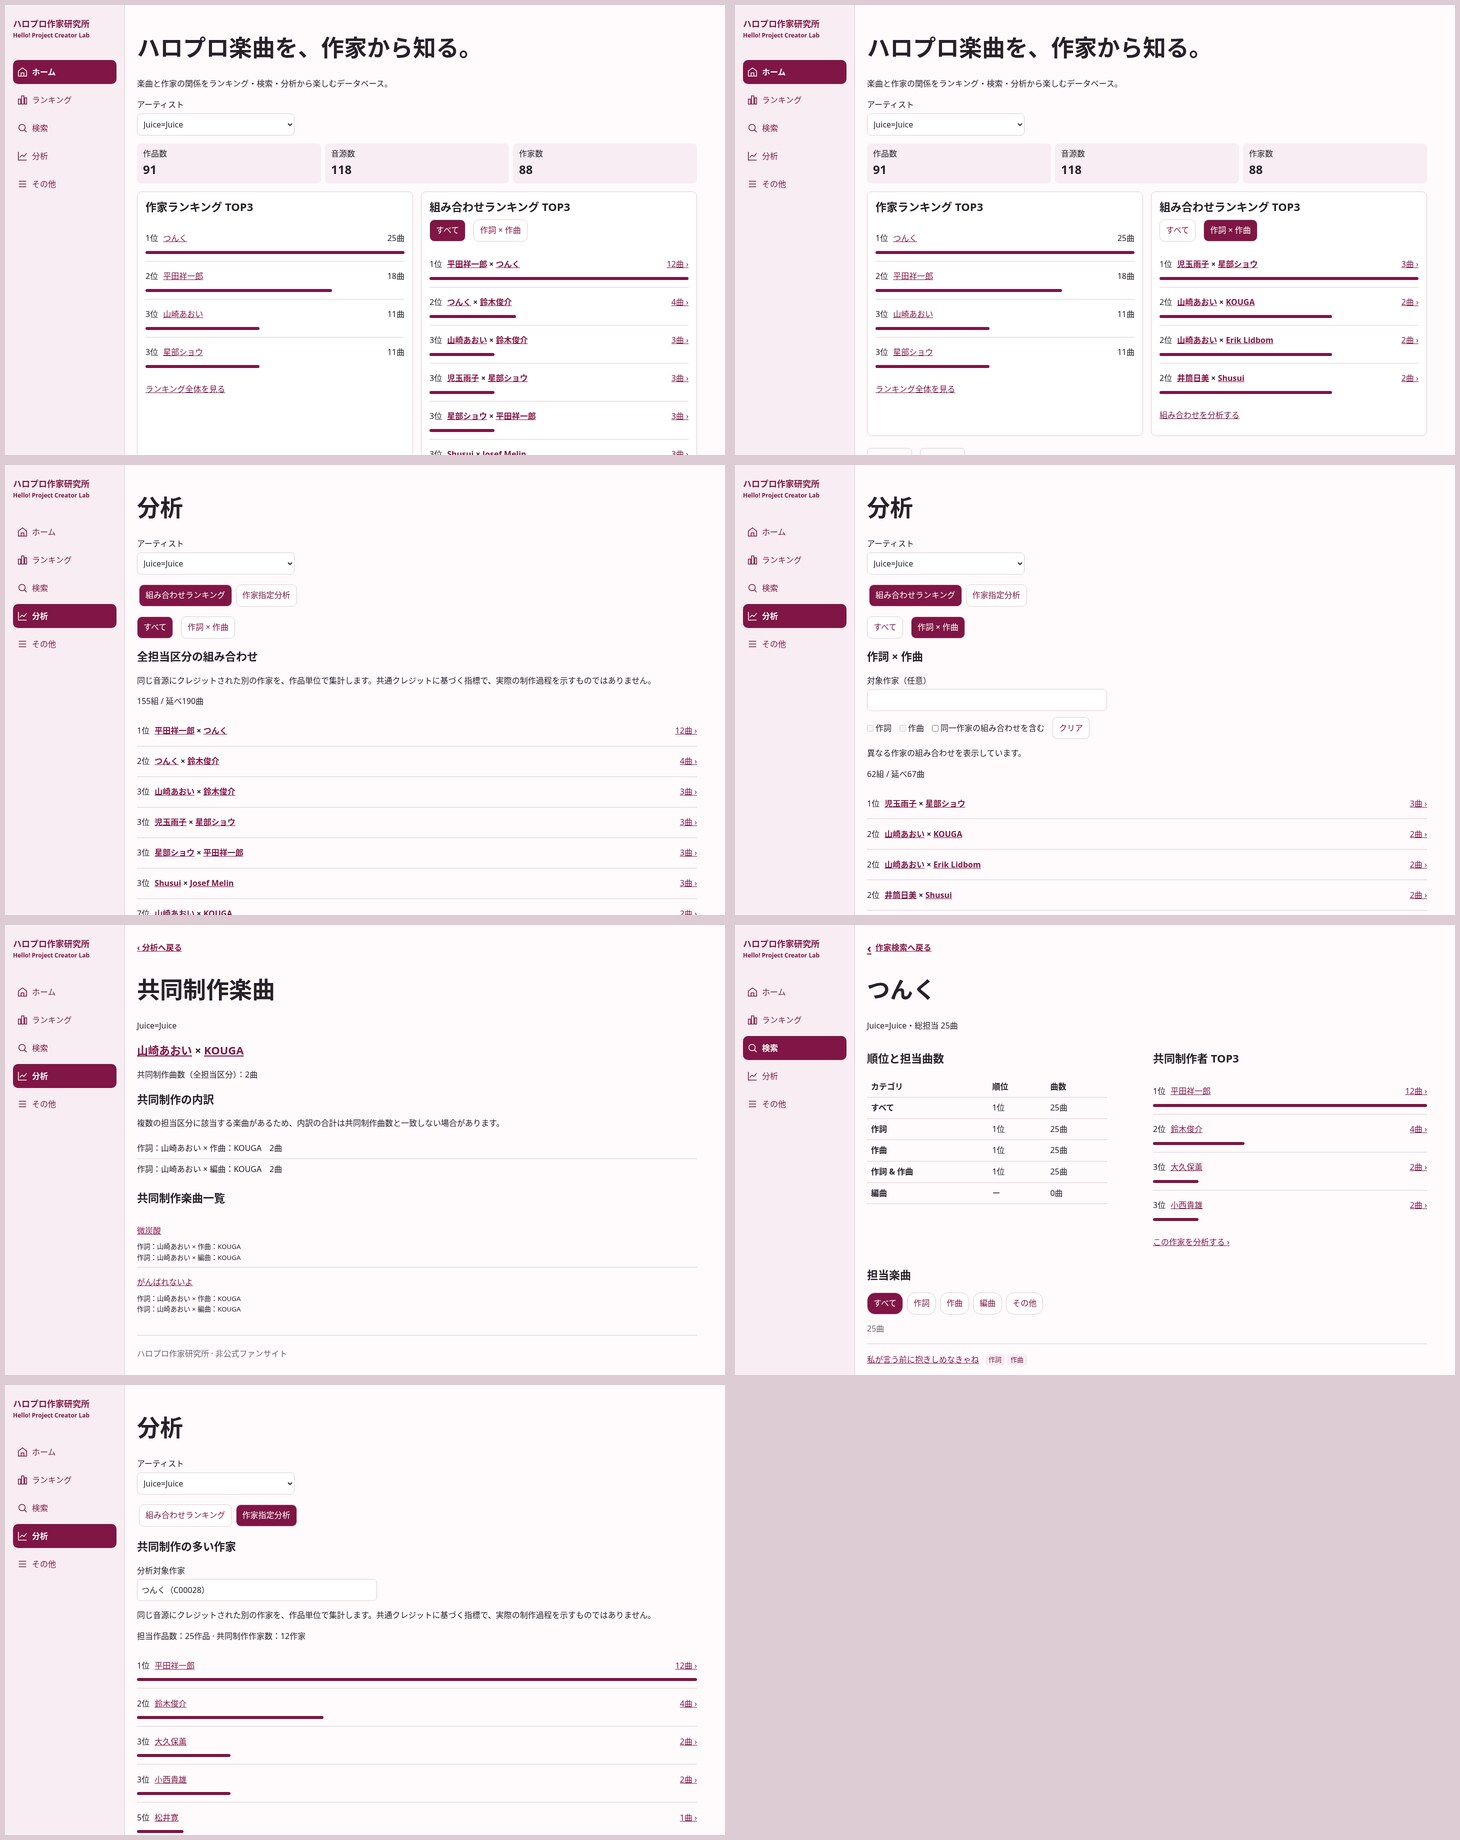 ハロプロ作家研究所
Hello! Project Creator Lab
ホーム
ランキング
検索
分析
その他
ハロプロ楽曲を、作家から知る。
楽曲と作家の関係をランキング・検索・分析から楽しむデータベース。
アーティスト
Juice=Juice
作品数
91
音源数
118
作家数
88
作家ランキング TOP3
1位 つんく 25曲
2位 平田祥一郎 18曲
3位 山崎あおい 11曲
3位 星部ショウ 11曲
ランキング全体を見る
組み合わせランキング TOP3
すべて 作詞 × 作曲
1位 平田祥一郎 × つんく 12曲 ›
2位 つんく × 鈴木俊介 4曲 ›
3位 山崎あおい × 鈴木俊介 3曲 ›
3位 児玉雨子 × 星部ショウ 3曲 ›
3位 星部ショウ × 平田祥一郎 3曲 ›
3位 Shusui × Josef Melin 3曲 ›
ハロプロ作家研究所
Hello! Project Creator Lab
ホーム
ランキング
検索
分析
その他
ハロプロ楽曲を、作家から知る。
楽曲と作家の関係をランキング・検索・分析から楽しむデータベース。
アーティスト
Juice=Juice
作品数
91
音源数
118
作家数
88
作家ランキング TOP3
1位 つんく 25曲
2位 平田祥一郎 18曲
3位 山崎あおい 11曲
3位 星部ショウ 11曲
ランキング全体を見る
組み合わせランキング TOP3
すべて 作詞 × 作曲
1位 児玉雨子 × 星部ショウ 3曲 ›
2位 山崎あおい × KOUGA 2曲 ›
2位 山崎あおい × Erik Lidbom 2曲 ›
2位 井筒日美 × Shusui 2曲 ›
組み合わせを分析する
ハロプロ作家研究所
Hello! Project Creator Lab
ホーム
ランキング
検索
分析
その他
分析
アーティスト
Juice=Juice
組み合わせランキング 作家指定分析
すべて 作詞 × 作曲
全担当区分の組み合わせ
同じ音源にクレジットされた別の作家を、作品単位で集計します。共通クレジットに基づく指標で、実際の制作過程を示すものではありません。
155組 / 延べ190曲
1位 平田祥一郎 × つんく 12曲 ›
2位 つんく × 鈴木俊介 4曲 ›
3位 山崎あおい × 鈴木俊介 3曲 ›
3位 児玉雨子 × 星部ショウ 3曲 ›
3位 星部ショウ × 平田祥一郎 3曲 ›
3位 Shusui × Josef Melin 3曲 ›
7位 山崎あおい × KOUGA 2曲 ›
ハロプロ作家研究所
Hello! Project Creator Lab
ホーム
ランキング
検索
分析
その他
分析
アーティスト
Juice=Juice
組み合わせランキング 作家指定分析
すべて 作詞 × 作曲
作詞 × 作曲
対象作家（任意）
作詞 作曲 同一作家の組み合わせを含む クリア
異なる作家の組み合わせを表示しています。
62組 / 延べ67曲
1位 児玉雨子 × 星部ショウ 3曲 ›
2位 山崎あおい × KOUGA 2曲 ›
2位 山崎あおい × Erik Lidbom 2曲 ›
2位 井筒日美 × Shusui 2曲 ›
ハロプロ作家研究所
Hello! Project Creator Lab
ホーム
ランキング
検索
分析
その他
‹ 分析へ戻る
共同制作楽曲
Juice=Juice
山崎あおい × KOUGA
共同制作曲数（全担当区分）：2曲
共同制作の内訳
複数の担当区分に該当する楽曲があるため、内訳の合計は共同制作曲数と一致しない場合があります。
作詞：山崎あおい × 作曲：KOUGA 2曲
作詞：山崎あおい × 編曲：KOUGA 2曲
共同制作楽曲一覧
微炭酸
作詞：山崎あおい × 作曲：KOUGA
作詞：山崎あおい × 編曲：KOUGA
がんばれないよ
作詞：山崎あおい × 作曲：KOUGA
作詞：山崎あおい × 編曲：KOUGA
ハロプロ作家研究所 · 非公式ファンサイト
ハロプロ作家研究所
Hello! Project Creator Lab
ホーム
ランキング
検索
分析
その他
‹ 作家検索へ戻る
つんく
Juice=Juice・総担当 25曲
順位と担当曲数
カテゴリ 順位 曲数
すべて 1位 25曲
作詞 1位 25曲
作曲 1位 25曲
作詞 & 作曲 1位 25曲
編曲 ー 0曲
共同制作者 TOP3
1位 平田祥一郎 12曲 ›
2位 鈴木俊介 4曲 ›
3位 大久保薫 2曲 ›
3位 小西貴雄 2曲 ›
この作家を分析する ›
担当楽曲
すべて 作詞 作曲 編曲 その他
25曲
私が言う前に抱きしめなきゃね 作詞 作曲
ハロプロ作家研究所
Hello! Project Creator Lab
ホーム
ランキング
検索
分析
その他
分析
アーティスト
Juice=Juice
組み合わせランキング 作家指定分析
共同制作の多い作家
分析対象作家
つんく（C00028）
同じ音源にクレジットされた別の作家を、作品単位で集計します。共通クレジットに基づく指標で、実際の制作過程を示すものではありません。
担当作品数：25作品 · 共同制作作家数：12作家
1位 平田祥一郎 12曲 ›
2位 鈴木俊介 4曲 ›
3位 大久保薫 2曲 ›
3位 小西貴雄 2曲 ›
5位 松井寛 1曲 ›